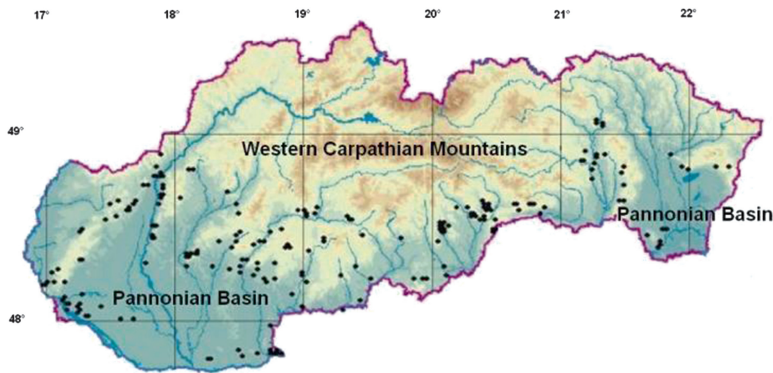 17° 18° 19° 20° 21° 22°
49°
Western Carpathian Mountains
Pannonian Basin
Pannonian Basin
48°